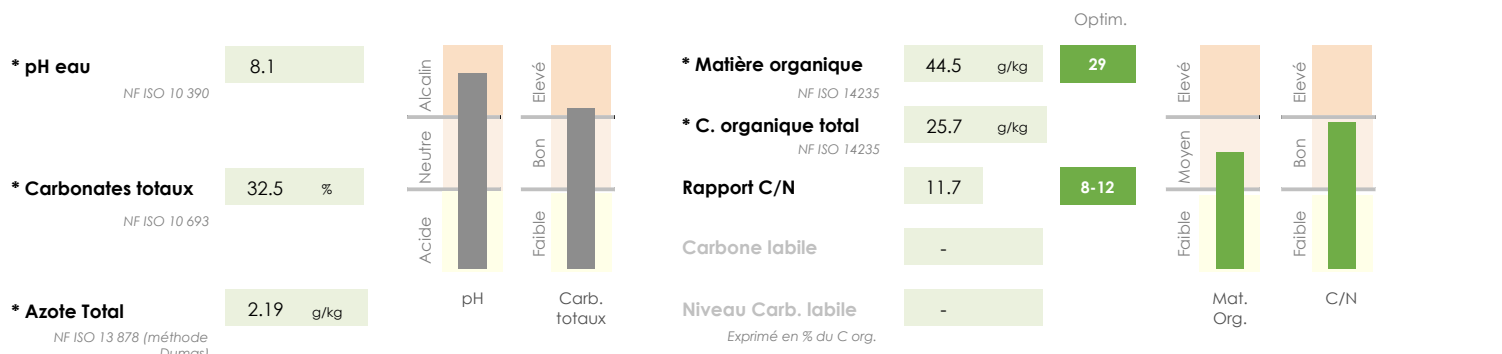 Optim.
* pH eau
8.1
NF ISO 10 390
Alcalin
Neutre
Acide
Elevé
Bon
Faible
* Matière organique
44.5 g/kg
29
NF ISO 14235
* C. organique total
25.7 g/kg
NF ISO 14235
Elevé
Moyen
Faible
Elevé
Bon
Faible
* Carbonates totaux
32.5 %
NF ISO 10 693
Rapport C/N
11.7
8-12
Carbone labile
-
* Azote Total
2.19 g/kg
NF ISO 13 878 (méthode
Dumas)
pH
Carb.
totaux
Niveau Carb. labile
-
Exprimé en % du C org.
Mat.
Org.
C/N